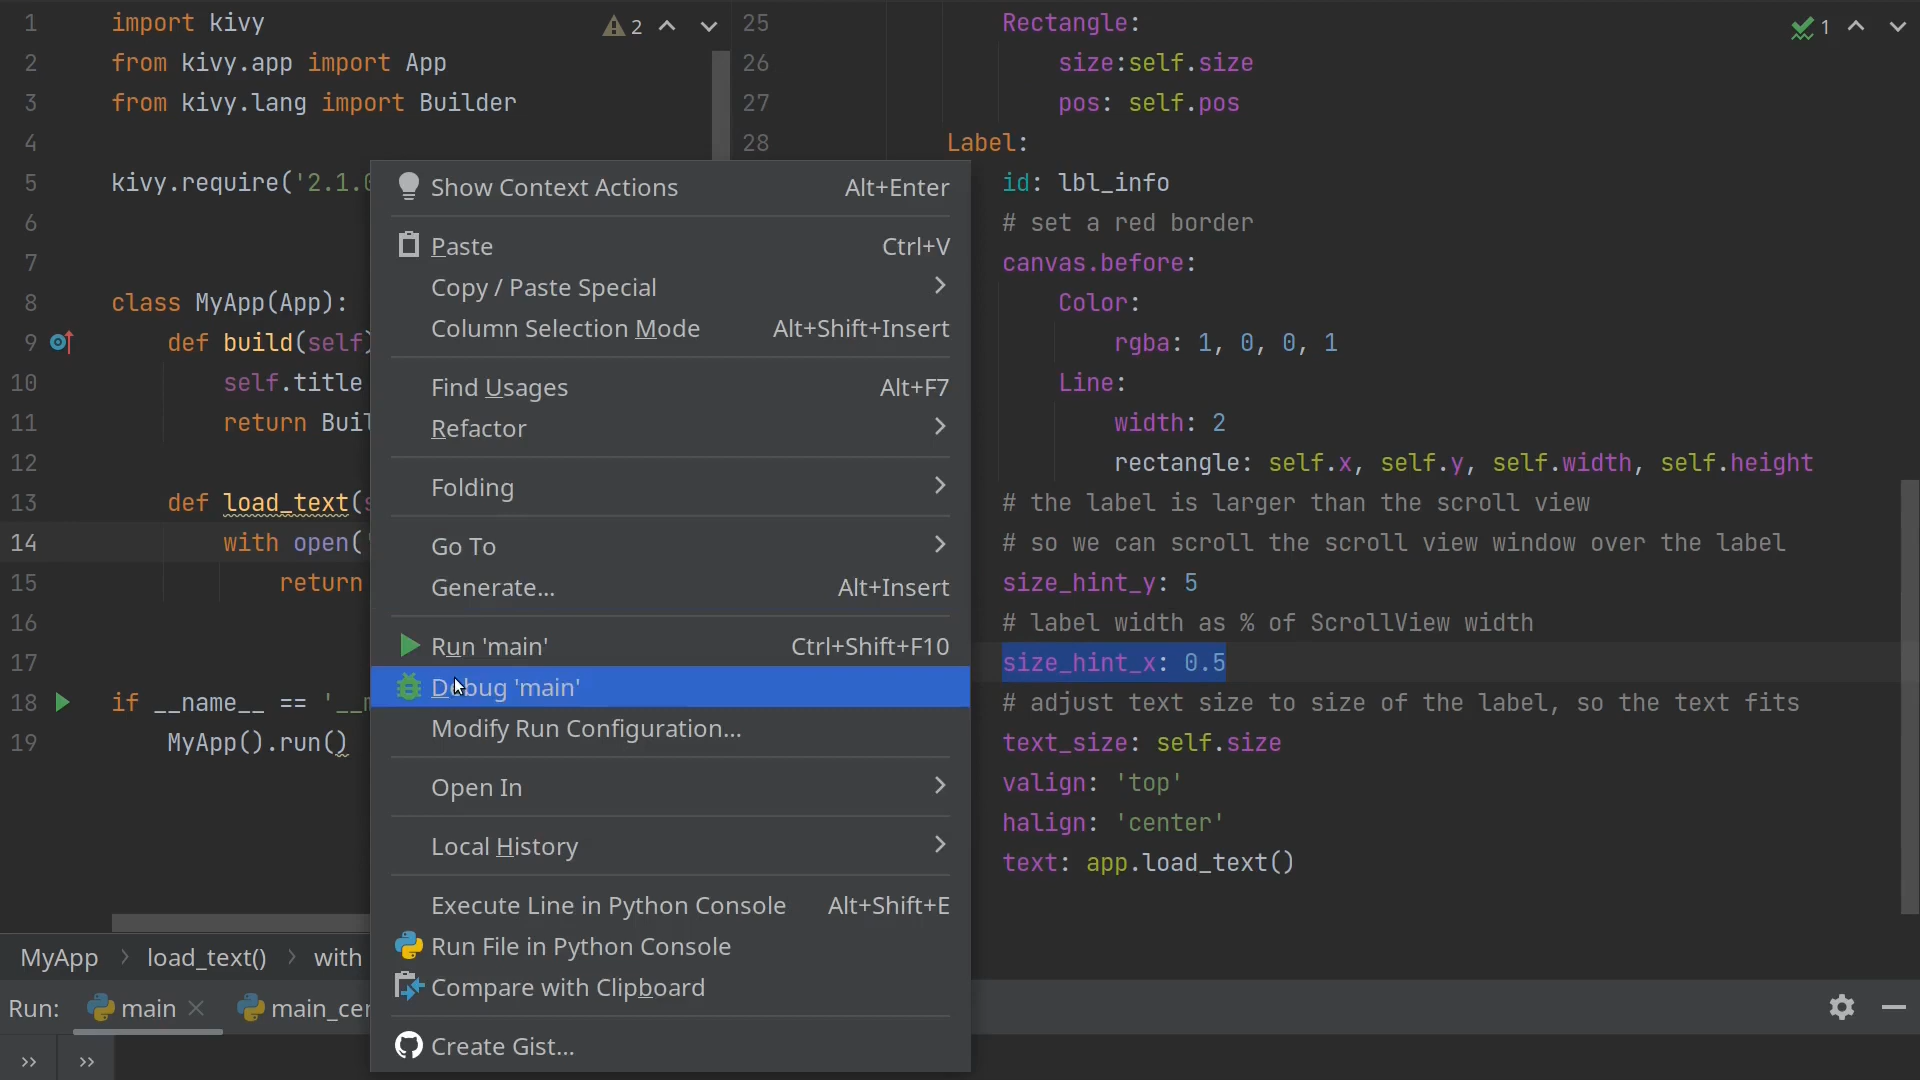 1 import kivy
2 from kivy.app import App
3 from kivy.lang import Builder
4
5 kivy.require('2.1.0
6
7
8 class MyApp(App):
9 def build(self)
10 self.title
11 return Buil
12
13 def load_text(s
14 with open('
15 return
16
17
18 if __name__ == '__m
19 MyApp().run()
2
Show Context Actions Alt+Enter
Paste Ctrl+V
Copy / Paste Special
Column Selection Mode Alt+Shift+Insert
Find Usages Alt+F7
Refactor
Folding
Go To
Generate... Alt+Insert
Run 'main' Ctrl+Shift+F10
Debug 'main'
Modify Run Configuration...
Open In
Local History
Execute Line in Python Console Alt+Shift+E
Run File in Python Console
Compare with Clipboard
Create Gist...
25 Rectangle:
26 size:self.size
27 pos: self.pos
28 Label:
id: lbl_info
# set a red border
canvas.before:
Color:
rgba: 1, 0, 0, 1
Line:
width: 2
rectangle: self.x, self.y, self.width, self.height
# the label is larger than the scroll view
# so we can scroll the scroll view window over the label
size_hint_y: 5
# label width as % of ScrollView width
size_hint_x: 0.5
# adjust text size to size of the label, so the text fits
text_size: self.size
valign: 'top'
halign: 'center'
text: app.load_text()
1
MyApp > load_text() > with
Run: main main_cer
>> >>